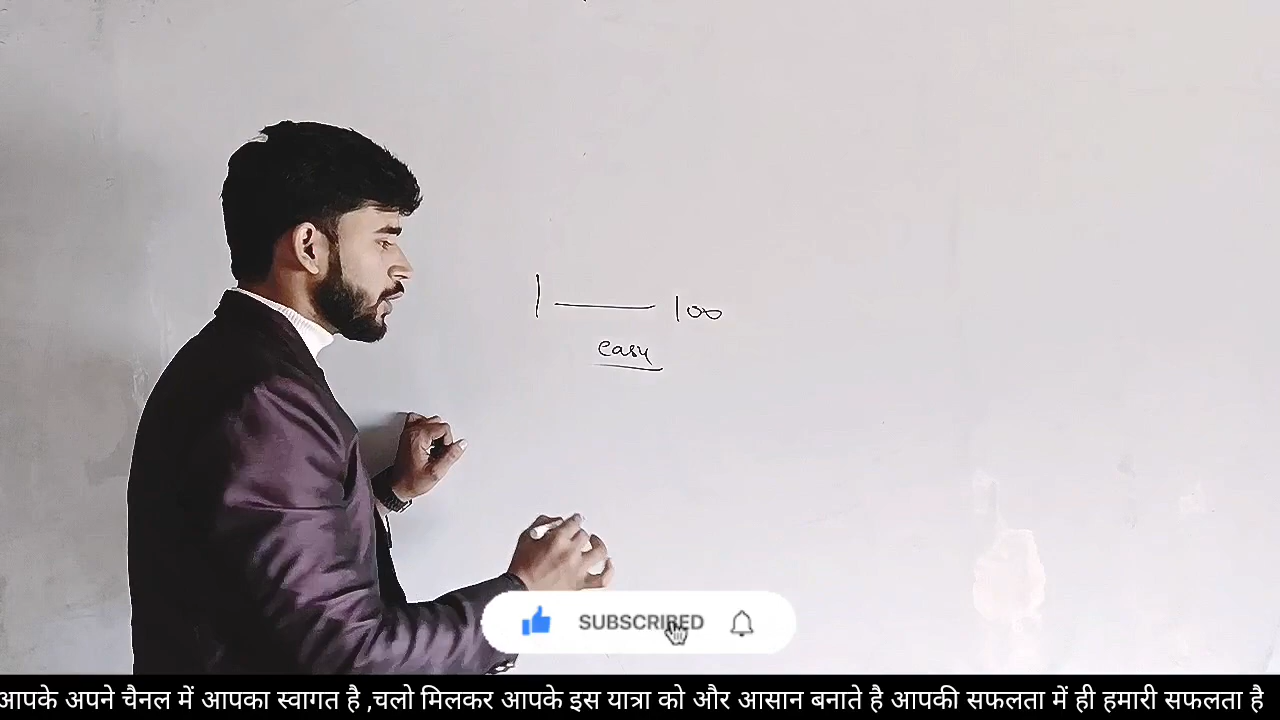 1 — 100
easy
SUBSCRIBED
आपके अपने चैनल में आपका स्वागत है ,चलो मिलकर आपके इस यात्रा को और आसान बनाते है आपकी सफलता में ही हमारी सफलता है